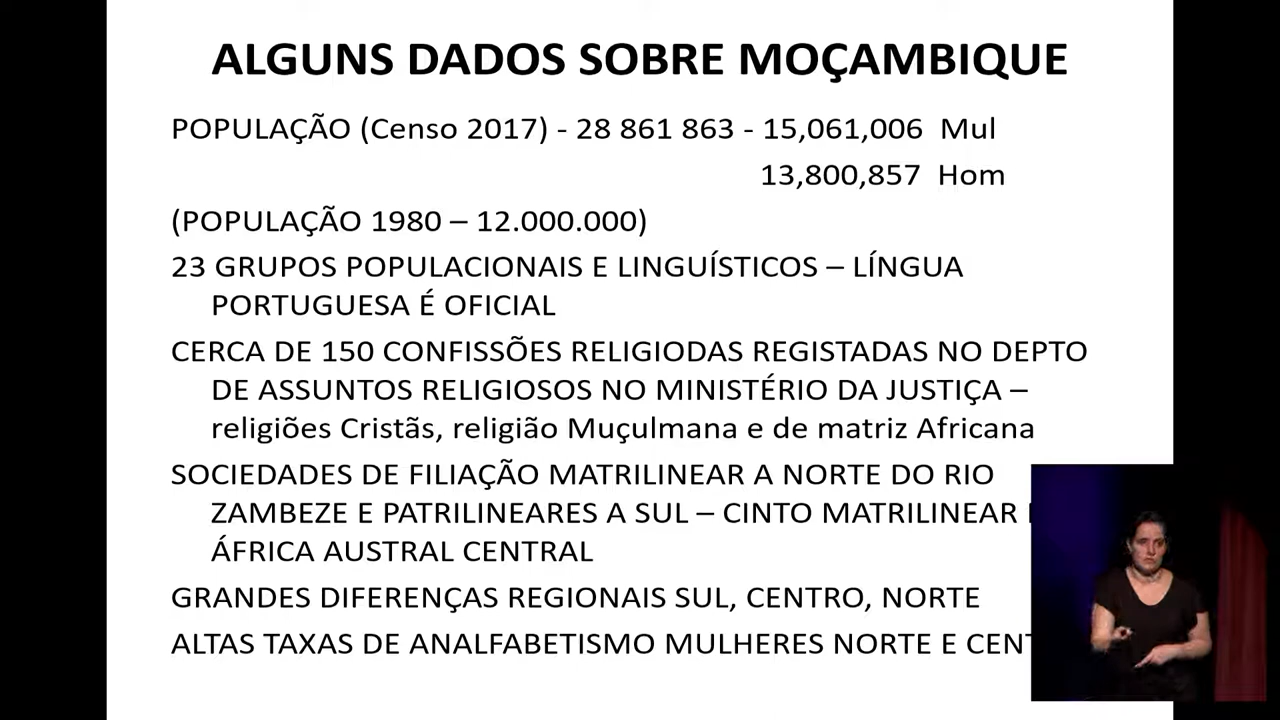 ALGUNS DADOS SOBRE MOÇAMBIQUE
POPULAÇÃO (Censo 2017) - 28 861 863 - 15,061,006 Mul
13,800,857 Hom
(POPULAÇÃO 1980 – 12.000.000)
23 GRUPOS POPULACIONAIS E LINGUÍSTICOS – LÍNGUA
PORTUGUESA É OFICIAL
CERCA DE 150 CONFISSÕES RELIGIODAS REGISTADAS NO DEPTO
DE ASSUNTOS RELIGIOSOS NO MINISTÉRIO DA JUSTIÇA –
religiões Cristãs, religião Muçulmana e de matriz Africana
SOCIEDADES DE FILIAÇÃO MATRILINEAR A NORTE DO RIO
ZAMBEZE E PATRILINEARES A SUL – CINTO MATRILINEAR
ÁFRICA AUSTRAL CENTRAL
GRANDES DIFERENÇAS REGIONAIS SUL, CENTRO, NORTE
ALTAS TAXAS DE ANALFABETISMO MULHERES NORTE E